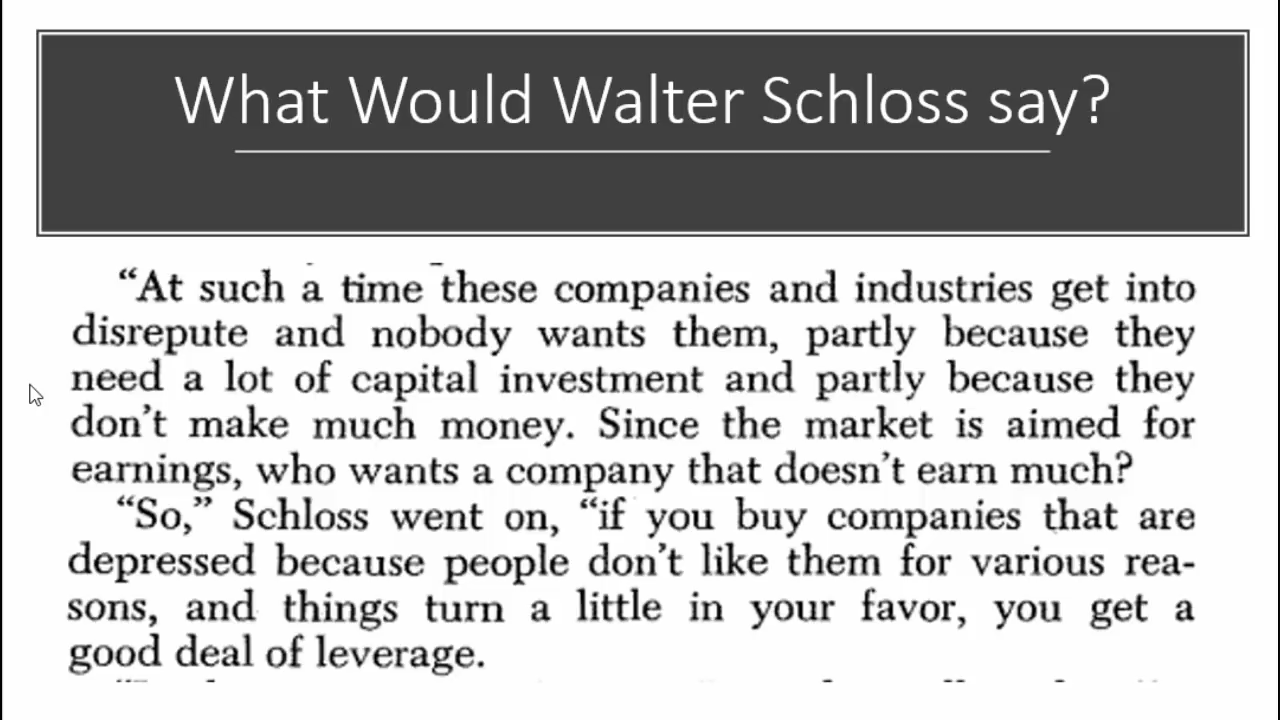 What Would Walter Schloss say?
“At such a time these companies and industries get into
disrepute and nobody wants them, partly because they
need a lot of capital investment and partly because they
don’t make much money. Since the market is aimed for
earnings, who wants a company that doesn’t earn much?
“So,” Schloss went on, “if you buy companies that are
depressed because people don’t like them for various rea-
sons, and things turn a little in your favor, you get a
good deal of leverage.